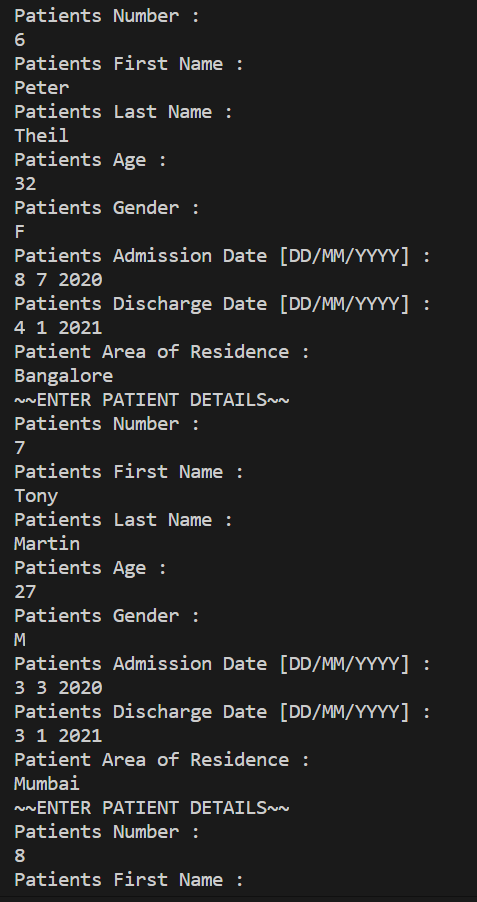 Patients Number :
6
Patients First Name :
Peter
Patients Last Name :
Theil
Patients Age :
32
Patients Gender :
F
Patients Admission Date [DD/MM/YYYY] :
8 7 2020
Patients Discharge Date [DD/MM/YYYY] :
4 1 2021
Patient Area of Residence :
Bangalore
~~ENTER PATIENT DETAILS~~
Patients Number :
7
Patients First Name :
Tony
Patients Last Name :
Martin
Patients Age :
27
Patients Gender :
M
Patients Admission Date [DD/MM/YYYY] :
3 3 2020
Patients Discharge Date [DD/MM/YYYY] :
3 1 2021
Patient Area of Residence :
Mumbai
~~ENTER PATIENT DETAILS~~
Patients Number :
8
Patients First Name :